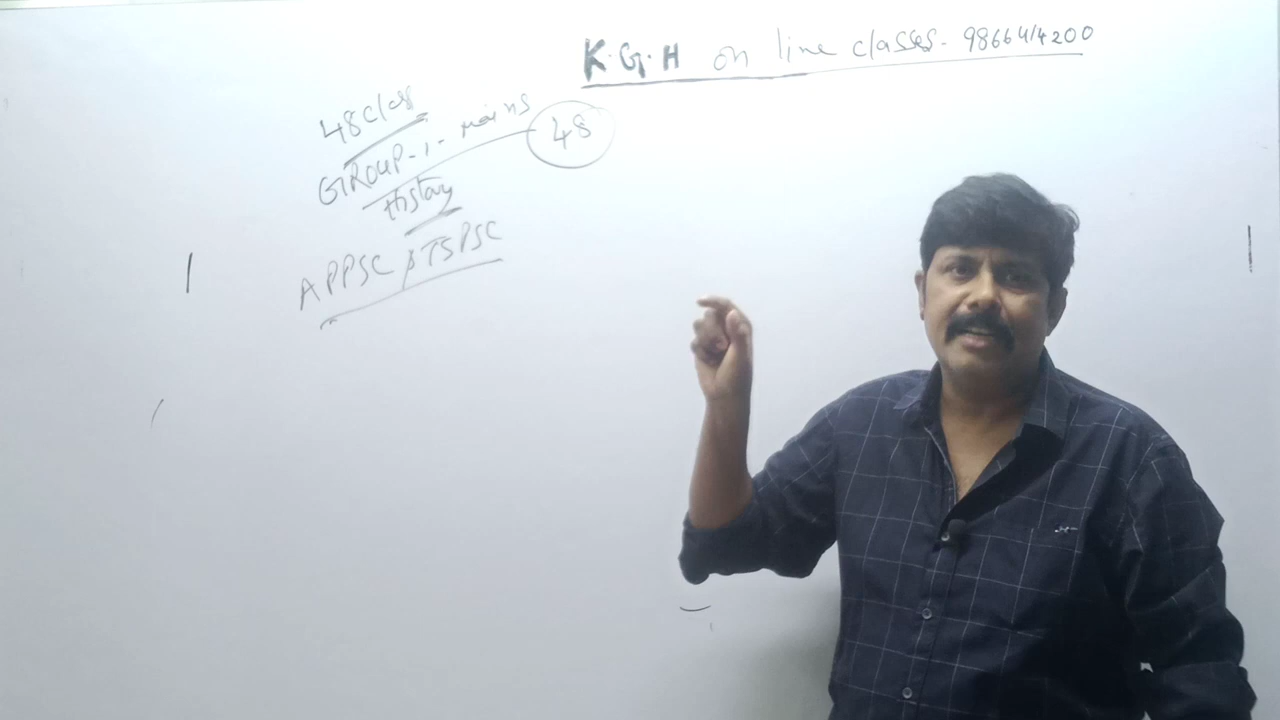 K.G.H on line classes. 9866414200
48 class
GROUP-1- mains 48
History
APPSC & TSPSC